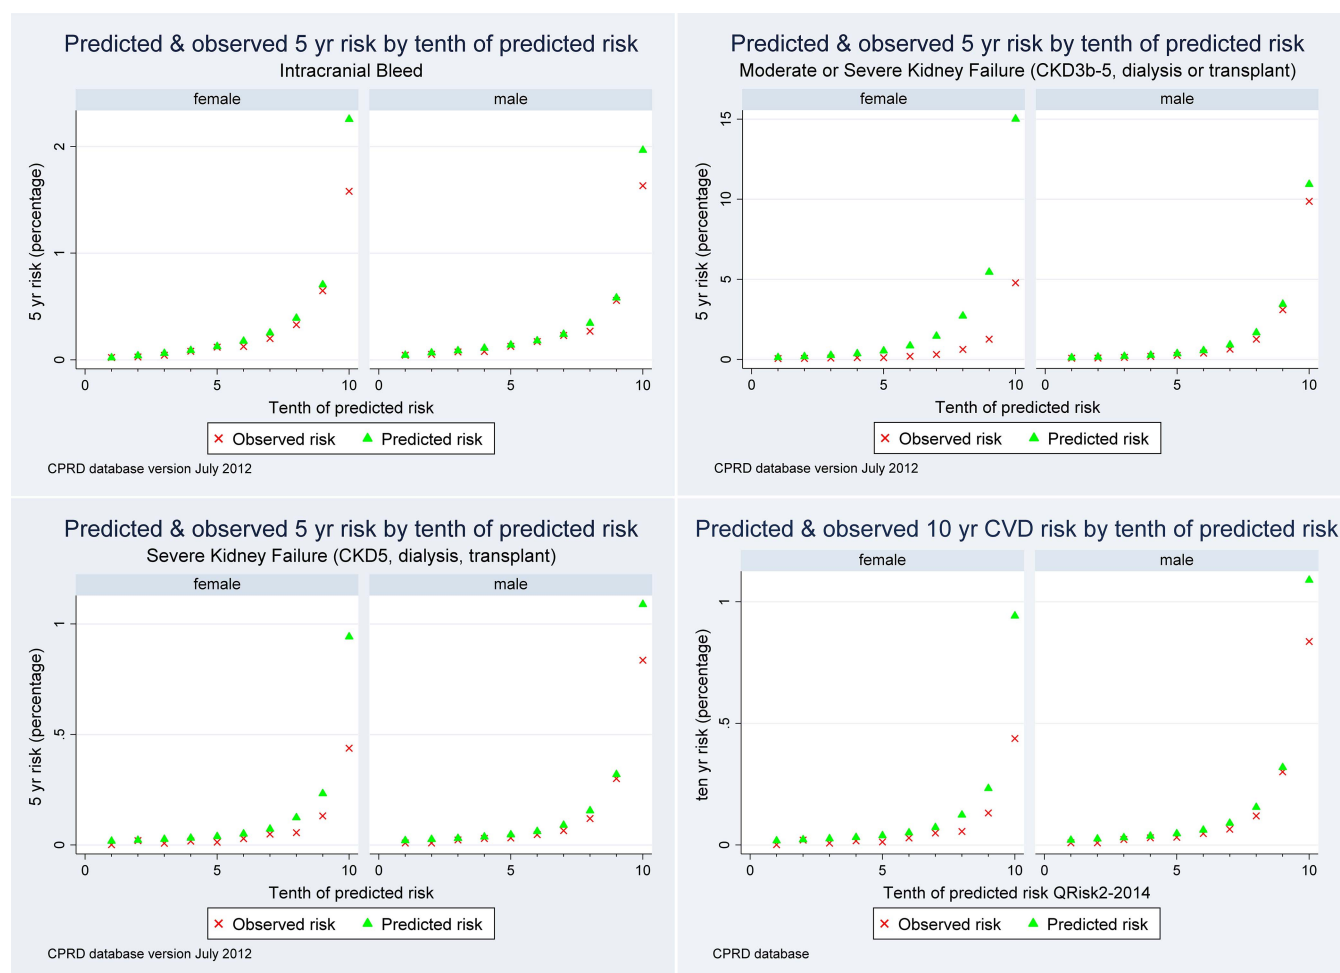 Predicted & observed 5 yr risk by tenth of predicted risk
Intracranial Bleed
female male
5 yr risk (percentage)
2
1
0
0 5 10 0 5 10
Tenth of predicted risk
Observed risk Predicted risk
CPRD database version July 2012
Predicted & observed 5 yr risk by tenth of predicted risk
Moderate or Severe Kidney Failure (CKD3b-5, dialysis or transplant)
female male
5 yr risk (percentage)
15
10
5
0
0 5 10 0 5 10
Tenth of predicted risk
Observed risk Predicted risk
CPRD database version July 2012
Predicted & observed 5 yr risk by tenth of predicted risk
Severe Kidney Failure (CKD5, dialysis, transplant)
female male
5 yr risk (percentage)
1
.5
0
0 5 10 0 5 10
Tenth of predicted risk
Observed risk Predicted risk
CPRD database version July 2012
Predicted & observed 10 yr CVD risk by tenth of predicted risk
female male
ten yr risk (percentage)
1
.5
0
0 5 10 0 5 10
Tenth of predicted risk QRisk2-2014
Observed risk Predicted risk
CPRD database